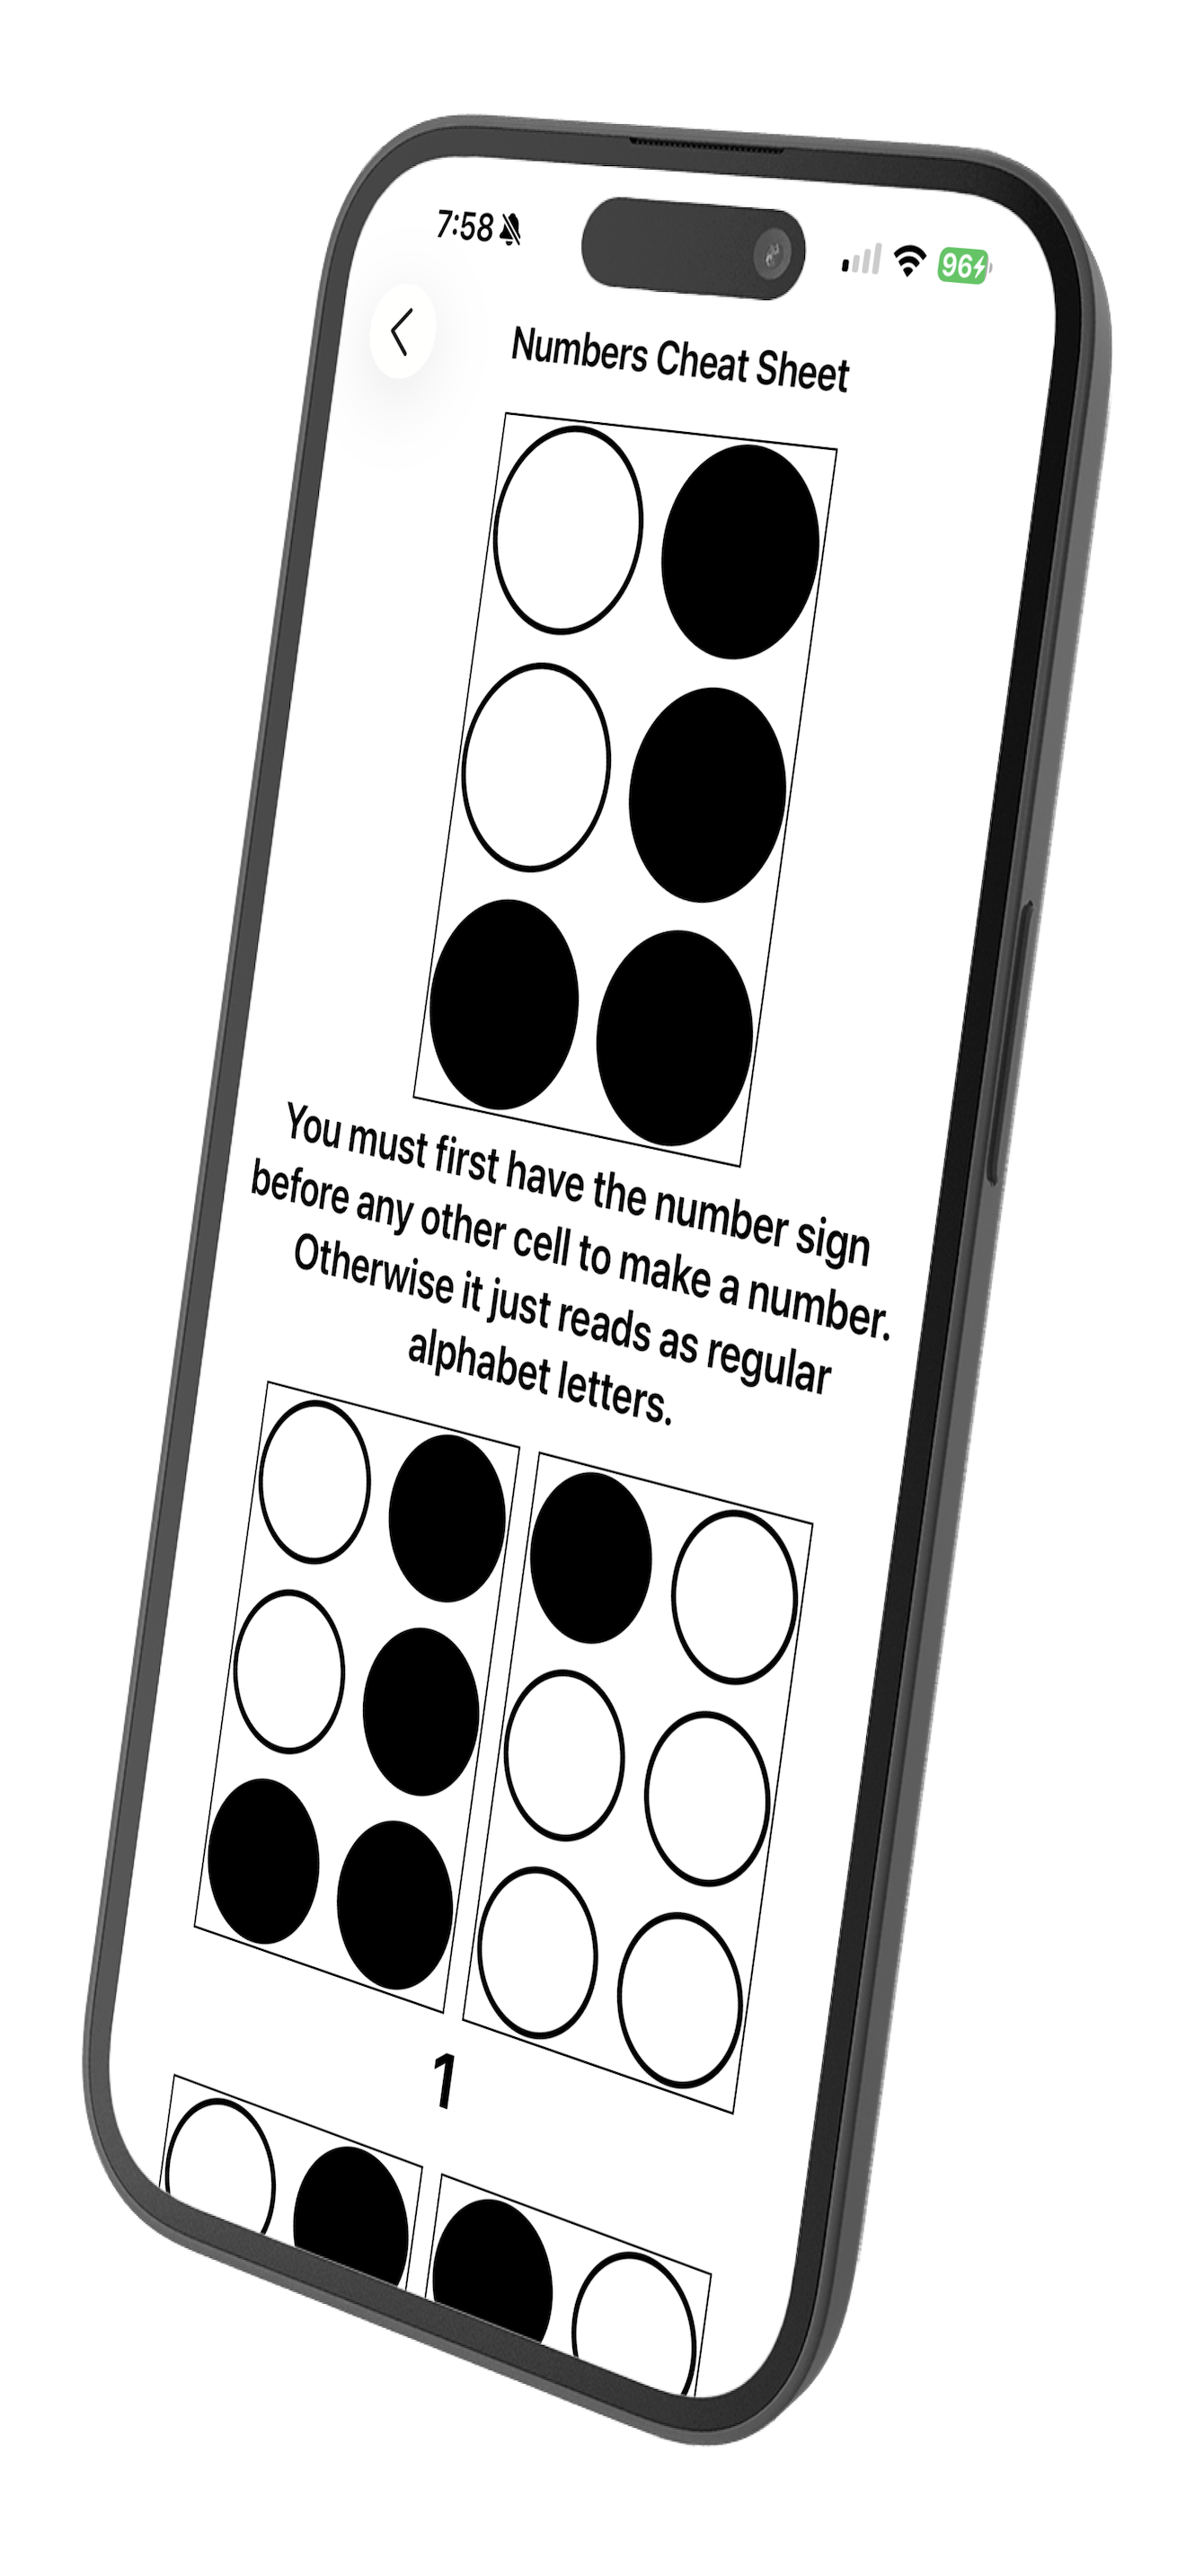 7:58
96
Numbers Cheat Sheet
You must first have the number sign
before any other cell to make a number.
Otherwise it just reads as regular
alphabet letters.
1